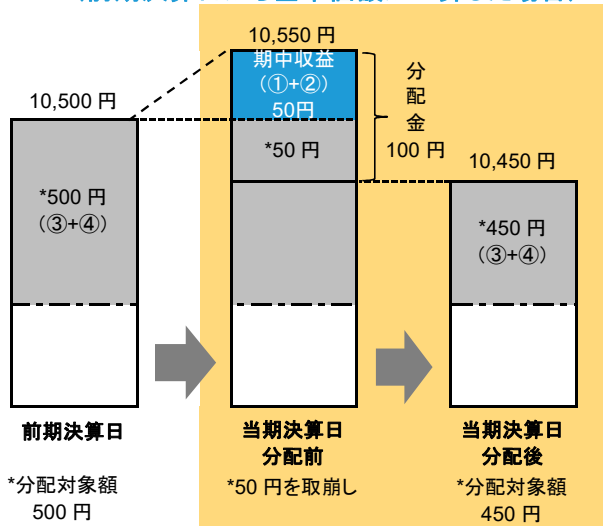 10,550 円
期中収益
（①+②）
50円
*50 円
分
配
金
100 円
10,500 円
*500 円
（③+④）
10,450 円
*450 円
（③+④）
前期決算日
当期決算日
分配前
当期決算日
分配後
*分配対象額
500 円
*50 円を取崩し
*分配対象額
450 円